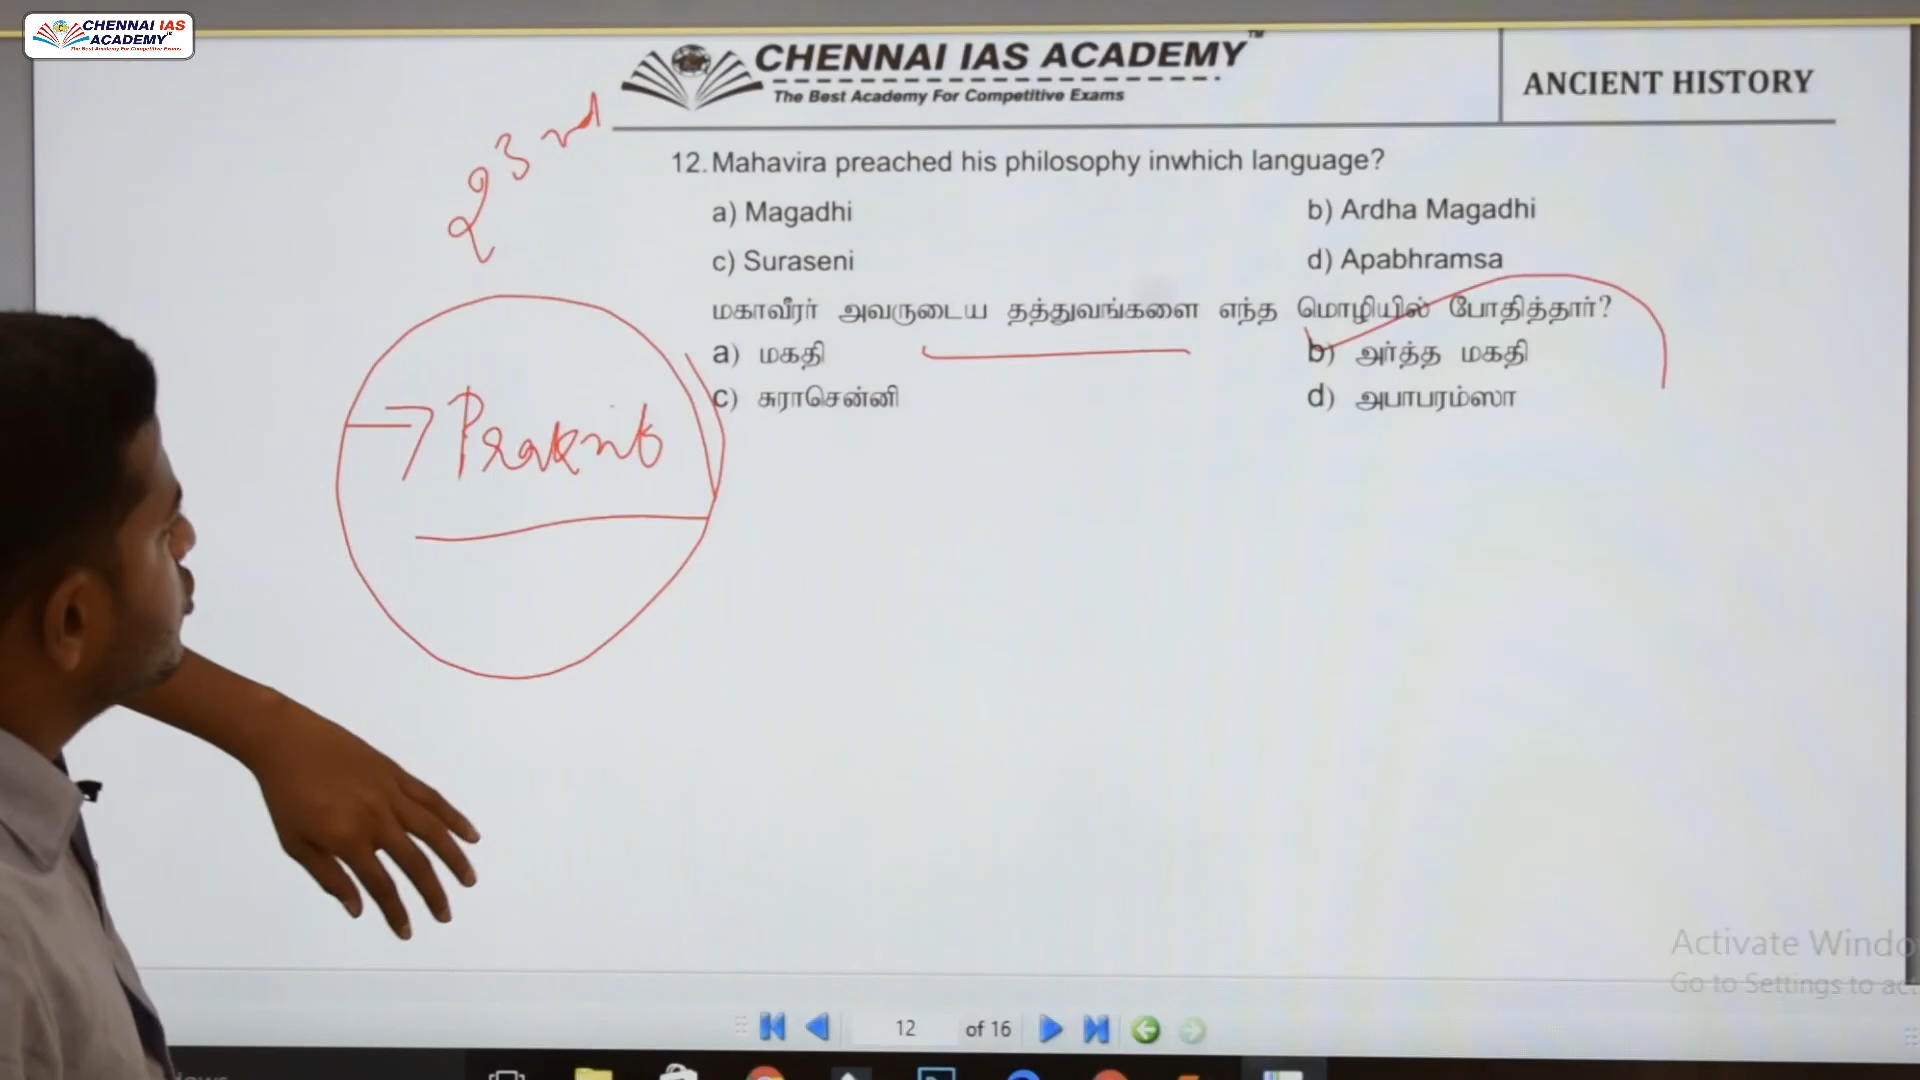 CHENNAI IAS
ACADEMY
The Best Academy For Competitive Exams
CHENNAI IAS ACADEMY™
The Best Academy For Competitive Exams
ANCIENT HISTORY
23rd
12. Mahavira preached his philosophy inwhich language?
a) Magadhi b) Ardha Magadhi
c) Suraseni d) Apabhramsa
மகாவீரர் அவருடைய தத்துவங்களை எந்த மொழியில் போதித்தார்?
a) மகதி b) அர்த்த மகதி
c) சுராசென்னி d) அபாபரம்ஸா
Prakrit
Activate Windo
Go to Settings to act
12 of 16